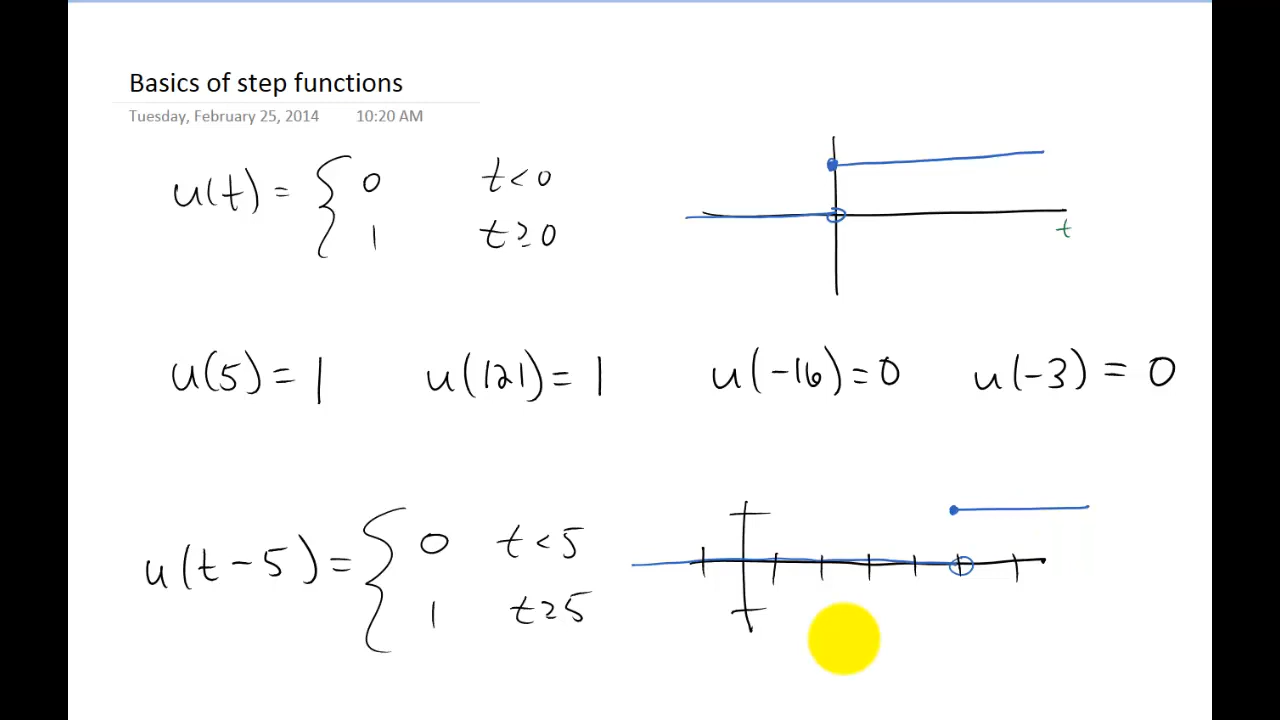 Basics of step functions
Tuesday, February 25, 2014 10:20 AM
u(t) = { 0 t < 0
1 t ≥ 0
t
u(5) = 1 u(121) = 1 u(-16) = 0 u(-3) = 0
u(t - 5) = { 0 t < 5
1 t ≥ 5